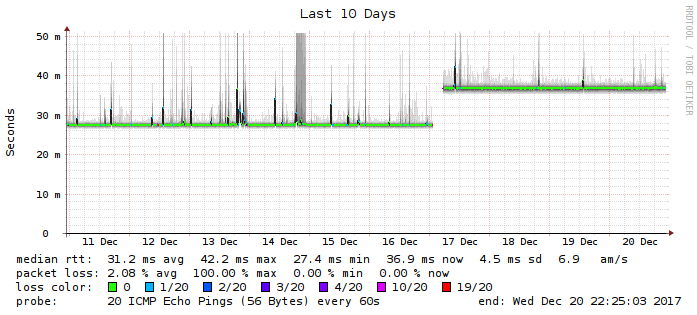 Last 10 Days
RRDTOOL / TOBI OETIKER
50 m
40 m
30 m
20 m
10 m
0
Seconds
11 Dec 12 Dec 13 Dec 14 Dec 15 Dec 16 Dec 17 Dec 18 Dec 19 Dec 20 Dec
median rtt: 31.2 ms avg 42.2 ms max 27.4 ms min 36.9 ms now 4.5 ms sd 6.9 am/s
packet loss: 2.08 % avg 100.00 % max 0.00 % min 0.00 % now
loss color: 0 1/20 2/20 3/20 4/20 10/20 19/20
probe: 20 ICMP Echo Pings (56 Bytes) every 60s end: Wed Dec 20 22:25:03 2017